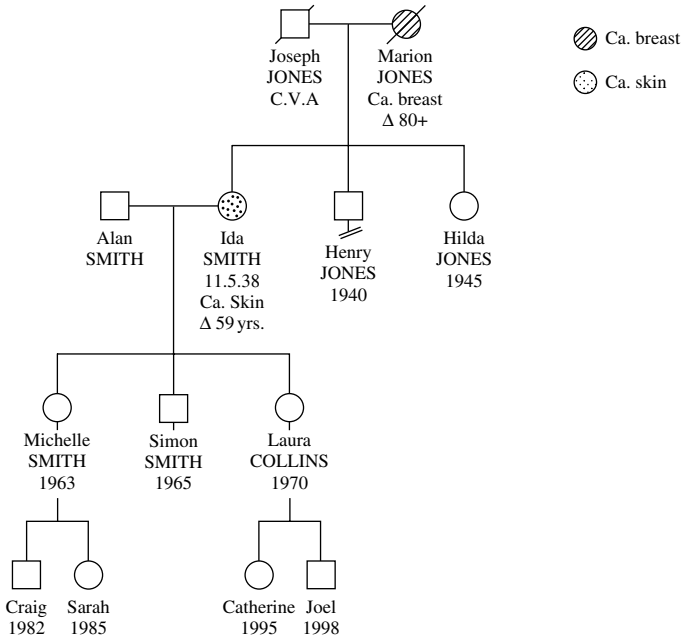 Joseph
JONES
C.V.A
Marion
JONES
Ca. breast
Δ 80+
Ca. breast
Ca. skin
Alan
SMITH
Ida
SMITH
11.5.38
Ca. Skin
Δ 59 yrs.
Henry
JONES
1940
Hilda
JONES
1945
Michelle
SMITH
1963
Simon
SMITH
1965
Laura
COLLINS
1970
Craig
1982
Sarah
1985
Catherine
1995
Joel
1998